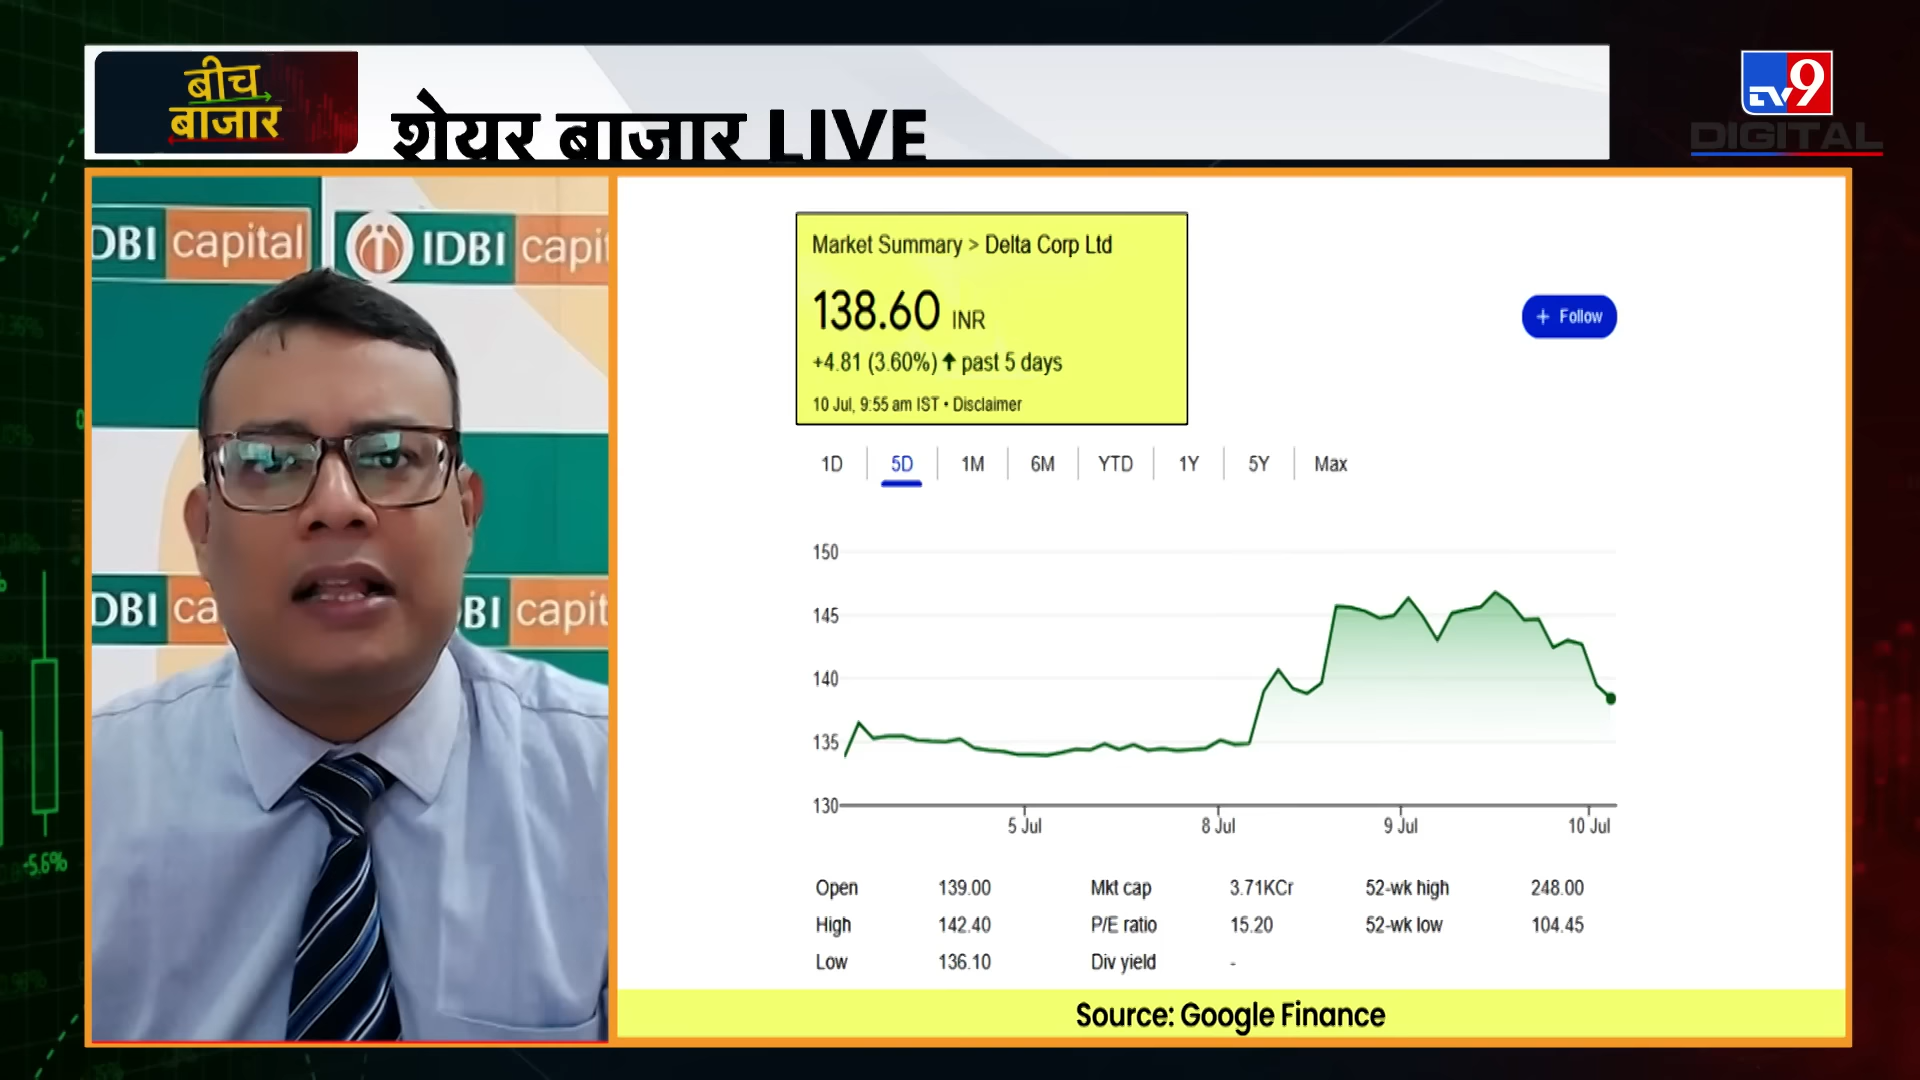 बीच
बाजार
शेयर बाजार LIVE
TV9
DIGITAL
DBI capital
IDBI capi
DBI ca
BI capit
-5.6%
Market Summary > Delta Corp Ltd
138.60 INR
+4.81 (3.60%) ↑ past 5 days
10 Jul, 9:55 am IST • Disclaimer
+ Follow
1D 5D 1M 6M YTD 1Y 5Y Max
150
145
140
135
130
5 Jul 8 Jul 9 Jul 10 Jul
Open 139.00 Mkt cap 3.71KCr 52-wk high 248.00
High 142.40 P/E ratio 15.20 52-wk low 104.45
Low 136.10 Div yield -
Source: Google Finance